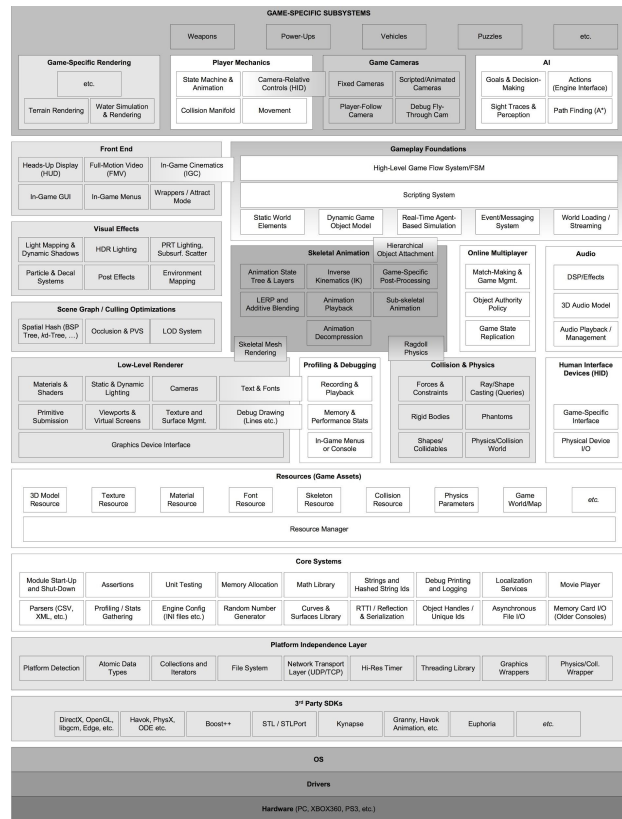 GAME-SPECIFIC SUBSYSTEMS
Weapons
Power-Ups
Vehicles
Puzzles
etc.
Game-Specific Rendering
etc.
Terrain Rendering
Water Simulation
& Rendering
Player Mechanics
State Machine &
Animation
Camera-Relative
Controls (HID)
Collision Manifold
Movement
Game Cameras
Fixed Cameras
Scripted/Animated
Cameras
Player-Follow
Camera
Debug Fly-
Through Cam
AI
Goals & Decision-
Making
Actions
(Engine Interface)
Sight Traces &
Perception
Path Finding (A*)
Front End
Heads-Up Display
(HUD)
Full-Motion Video
(FMV)
In-Game Cinematics
(IGC)
In-Game GUI
In-Game Menus
Wrappers / Attract
Mode
Gameplay Foundations
High-Level Game Flow System/FSM
Scripting System
Static World
Elements
Dynamic Game
Object Model
Real-Time Agent-
Based Simulation
Event/Messaging
System
World Loading /
Streaming
Visual Effects
Light Mapping &
Dynamic Shadows
HDR Lighting
PRT Lighting,
Subsurf. Scatter
Particle & Decal
Systems
Post Effects
Environment
Mapping
Hierarchical
Object Attachment
Skeletal Animation
Animation State
Tree & Layers
Inverse
Kinematics (IK)
Game-Specific
Post-Processing
LERP and
Additive Blending
Animation
Playback
Sub-skeletal
Animation
Animation
Decompression
Skeletal Mesh
Rendering
Ragdoll
Physics
Online Multiplayer
Match-Making &
Game Mgmt.
Object Authority
Policy
Game State
Replication
Audio
DSP/Effects
3D Audio Model
Audio Playback /
Management
Scene Graph / Culling Optimizations
Spatial Hash (BSP
Tree, kd-Tree, …)
Occlusion & PVS
LOD System
Low-Level Renderer
Materials &
Shaders
Static & Dynamic
Lighting
Cameras
Text & Fonts
Primitive
Submission
Viewports &
Virtual Screens
Texture and
Surface Mgmt.
Debug Drawing
(Lines etc.)
Graphics Device Interface
Profiling & Debugging
Recording &
Playback
Memory &
Performance Stats
In-Game Menus
or Console
Collision & Physics
Forces &
Constraints
Ray/Shape
Casting (Queries)
Rigid Bodies
Phantoms
Shapes/
Collidables
Physics/Collision
World
Human Interface
Devices (HID)
Game-Specific
Interface
Physical Device
I/O
Resources (Game Assets)
3D Model
Resource
Texture
Resource
Material
Resource
Font
Resource
Skeleton
Resource
Collision
Resource
Physics
Parameters
Game
World/Map
etc.
Resource Manager
Core Systems
Module Start-Up
and Shut-Down
Assertions
Unit Testing
Memory Allocation
Math Library
Strings and
Hashed String Ids
Debug Printing
and Logging
Localization
Services
Movie Player
Parsers (CSV,
XML, etc.)
Profiling / Stats
Gathering
Engine Config
(INI files etc.)
Random Number
Generator
Curves &
Surfaces Library
RTTI / Reflection
& Serialization
Object Handles /
Unique Ids
Asynchronous
File I/O
Memory Card I/O
(Older Consoles)
Platform Independence Layer
Platform Detection
Atomic Data
Types
Collections and
Iterators
File System
Network Transport
Layer (UDP/TCP)
Hi-Res Timer
Threading Library
Graphics
Wrappers
Physics/Coll.
Wrapper
3rd Party SDKs
DirectX, OpenGL,
libgcm, Edge, etc.
Havok, PhysX,
ODE etc.
Boost++
STL / STLPort
Kynapse
Granny, Havok
Animation, etc.
Euphoria
etc.
OS
Drivers
Hardware (PC, XBOX360, PS3, etc.)